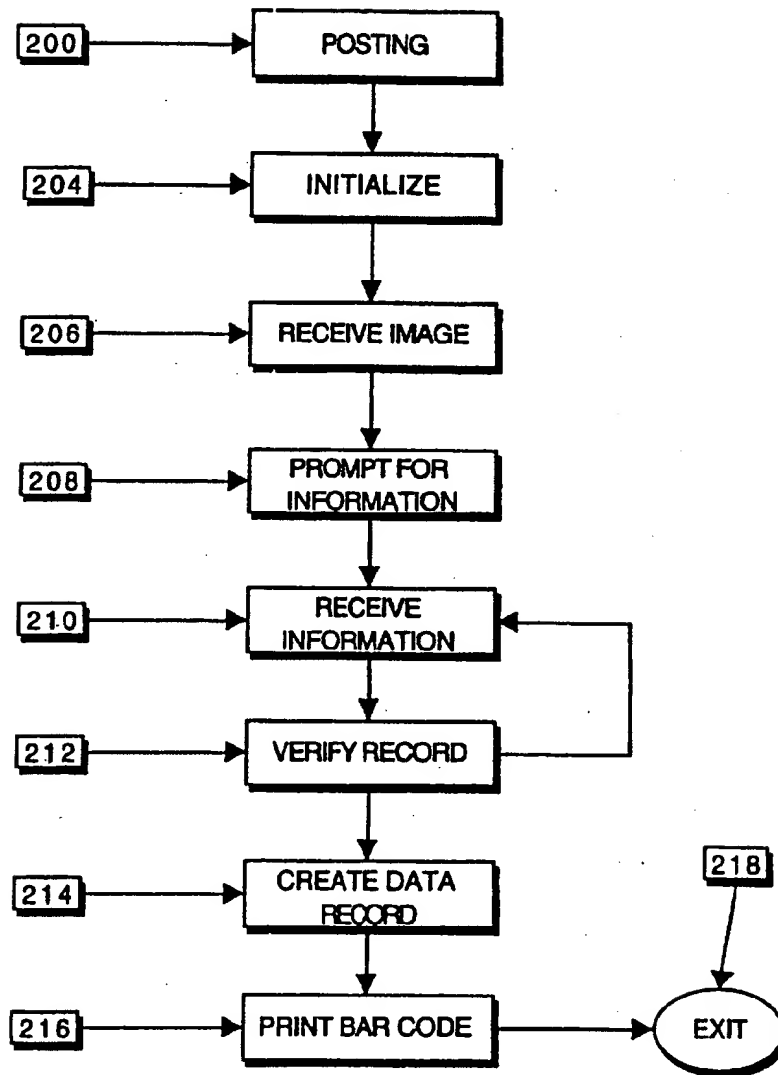 200
POSTING
204
INITIALIZE
206
RECEIVE IMAGE
208
PROMPT FOR
INFORMATION
210
RECEIVE
INFORMATION
212
VERIFY RECORD
214
CREATE DATA
RECORD
218
216
PRINT BAR CODE
EXIT